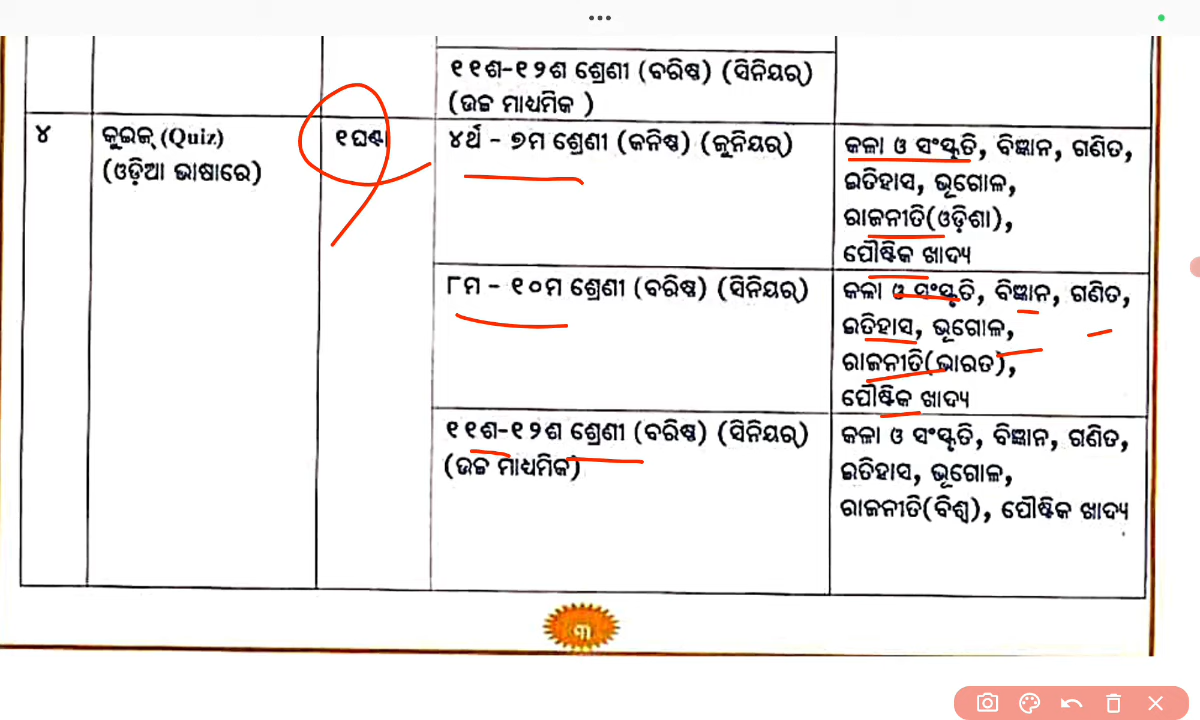 ୧୧ଶ-୧୨ଶ ଶ୍ରେଣୀ (ବରିଷ୍ଠ) (ସିନିୟର୍)
(ଉଚ୍ଚ ମାଧ୍ୟମିକ )
୪
କୁଇଜ୍ (Quiz)
(ଓଡ଼ିଆ ଭାଷାରେ)
୧ ଘଣ୍ଟା
୪ର୍ଥ - ୭ମ ଶ୍ରେଣୀ (କନିଷ୍ଠ) (ଜୁନିୟର୍)
କଳା ଓ ସଂସ୍କୃତି, ବିଜ୍ଞାନ, ଗଣିତ,
ଇତିହାସ, ଭୂଗୋଳ,
ରାଜନୀତି(ଓଡ଼ିଶା),
ପୌଷ୍ଟିକ ଖାଦ୍ୟ
୮ମ - ୧୦ମ ଶ୍ରେଣୀ (ବରିଷ୍ଠ) (ସିନିୟର୍)
କଳା ଓ ସଂସ୍କୃତି, ବିଜ୍ଞାନ, ଗଣିତ,
ଇତିହାସ, ଭୂଗୋଳ,
ରାଜନୀତି(ଭାରତ),
ପୌଷ୍ଟିକ ଖାଦ୍ୟ
୧୧ଶ-୧୨ଶ ଶ୍ରେଣୀ (ବରିଷ୍ଠ) (ସିନିୟର୍)
(ଉଚ୍ଚ ମାଧ୍ୟମିକ)
କଳା ଓ ସଂସ୍କୃତି, ବିଜ୍ଞାନ, ଗଣିତ,
ଇତିହାସ, ଭୂଗୋଳ,
ରାଜନୀତି(ବିଶ୍ୱ), ପୌଷ୍ଟିକ ଖାଦ୍ୟ
୩